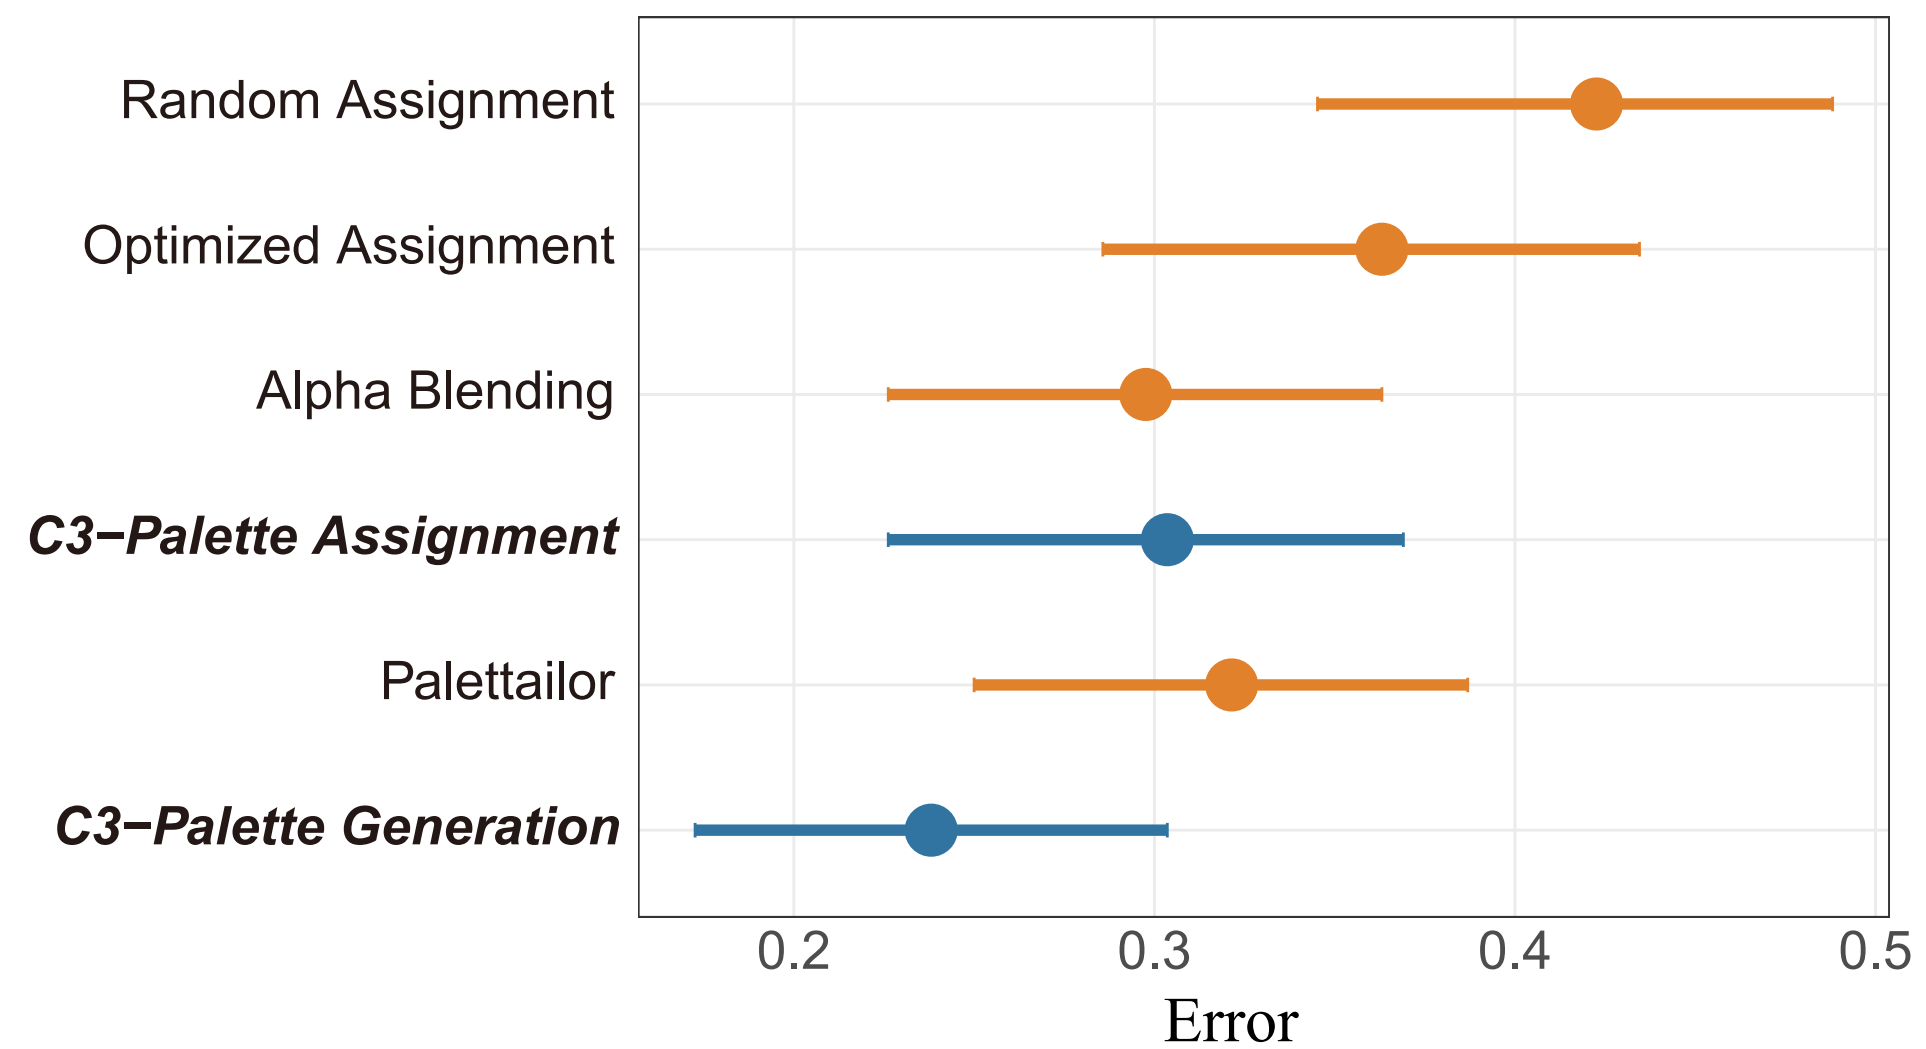 Random Assignment
Optimized Assignment
Alpha Blending
C3−Palette Assignment
Palettailor
C3−Palette Generation
0.2 0.3 0.4 0.5
Error